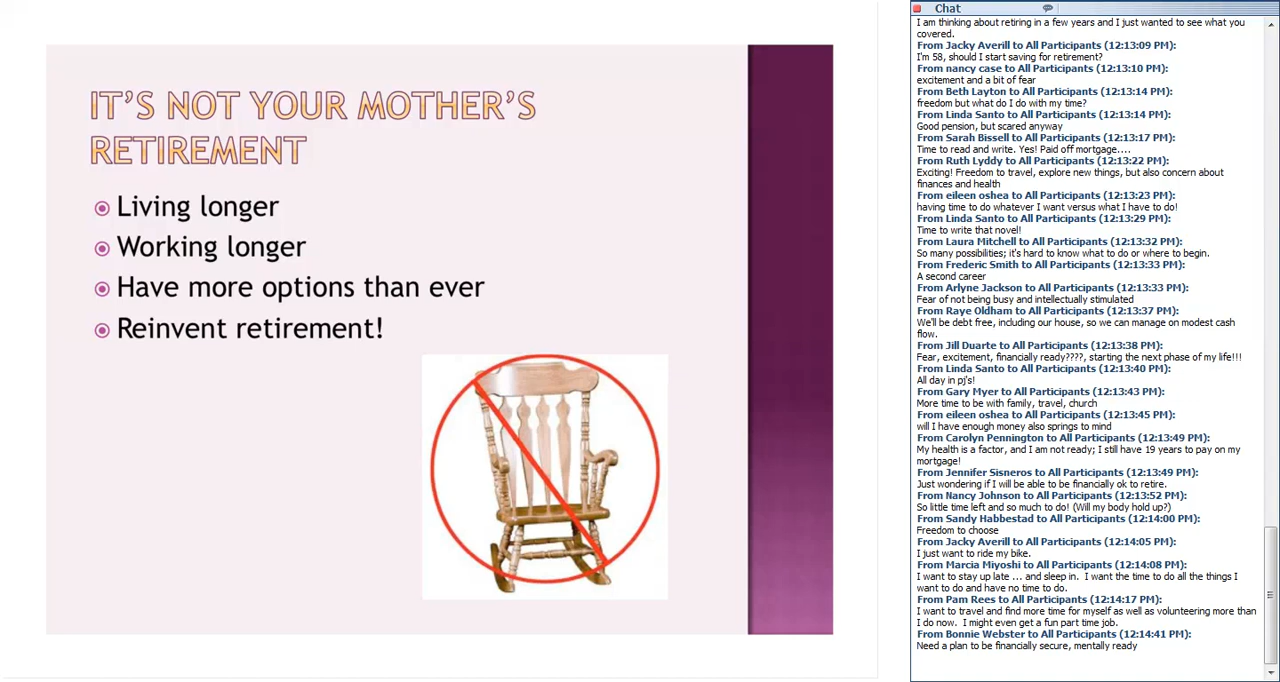 IT'S NOT YOUR MOTHER'S
RETIREMENT
Living longer
Working longer
Have more options than ever
Reinvent retirement!
Chat
I am thinking about retiring in a few years and I just wanted to see what you
covered.
From Jacky Averill to All Participants (12:13:09 PM):
I'm 58, should I start saving for retirement?
From nancy case to All Participants (12:13:10 PM):
excitement and a bit of fear
From Beth Layton to All Participants (12:13:14 PM):
freedom but what do I do with my time?
From Linda Santo to All Participants (12:13:14 PM):
Good pension, but scared anyway
From Sarah Bissell to All Participants (12:13:17 PM):
Time to read and write. Yes! Paid off mortgage....
From Ruth Lyddy to All Participants (12:13:22 PM):
Exciting! Freedom to travel, explore new things, but also concern about
finances and health
From eileen oshea to All Participants (12:13:23 PM):
having time to do whatever I want versus what I have to do!
From Linda Santo to All Participants (12:13:29 PM):
Time to write that novel!
From Laura Mitchell to All Participants (12:13:32 PM):
So many possibilities; it's hard to know what to do or where to begin.
From Frederic Smith to All Participants (12:13:33 PM):
A second career
From Arlyne Jackson to All Participants (12:13:33 PM):
Fear of not being busy and intellectually stimulated
From Raye Oldham to All Participants (12:13:37 PM):
We'll be debt free, including our house, so we can manage on modest cash
flow.
From Jill Duarte to All Participants (12:13:38 PM):
Fear, excitement, financially ready????, starting the next phase of my life!!!
From Linda Santo to All Participants (12:13:40 PM):
All day in pj's!
From Gary Myer to All Participants (12:13:43 PM):
More time to be with family, travel, church
From eileen oshea to All Participants (12:13:45 PM):
will I have enough money also springs to mind
From Carolyn Pennington to All Participants (12:13:49 PM):
My health is a factor, and I am not ready; I still have 19 years to pay on my
mortgage!
From Jennifer Sisneros to All Participants (12:13:49 PM):
Just wondering if I will be able to be financially ok to retire.
From Nancy Johnson to All Participants (12:13:52 PM):
So little time left and so much to do! (Will my body hold up?)
From Sandy Habbestad to All Participants (12:14:00 PM):
Freedom to choose
From Jacky Averill to All Participants (12:14:05 PM):
I just want to ride my bike.
From Marcia Miyoshi to All Participants (12:14:08 PM):
I want to stay up late ... and sleep in.  I want the time to do all the things I
want to do and have no time to do.
From Pam Rees to All Participants (12:14:17 PM):
I want to travel and find more time for myself as well as volunteering more than
I do now.  I might even get a fun part time job.
From Bonnie Webster to All Participants (12:14:41 PM):
Need a plan to be financially secure, mentally ready